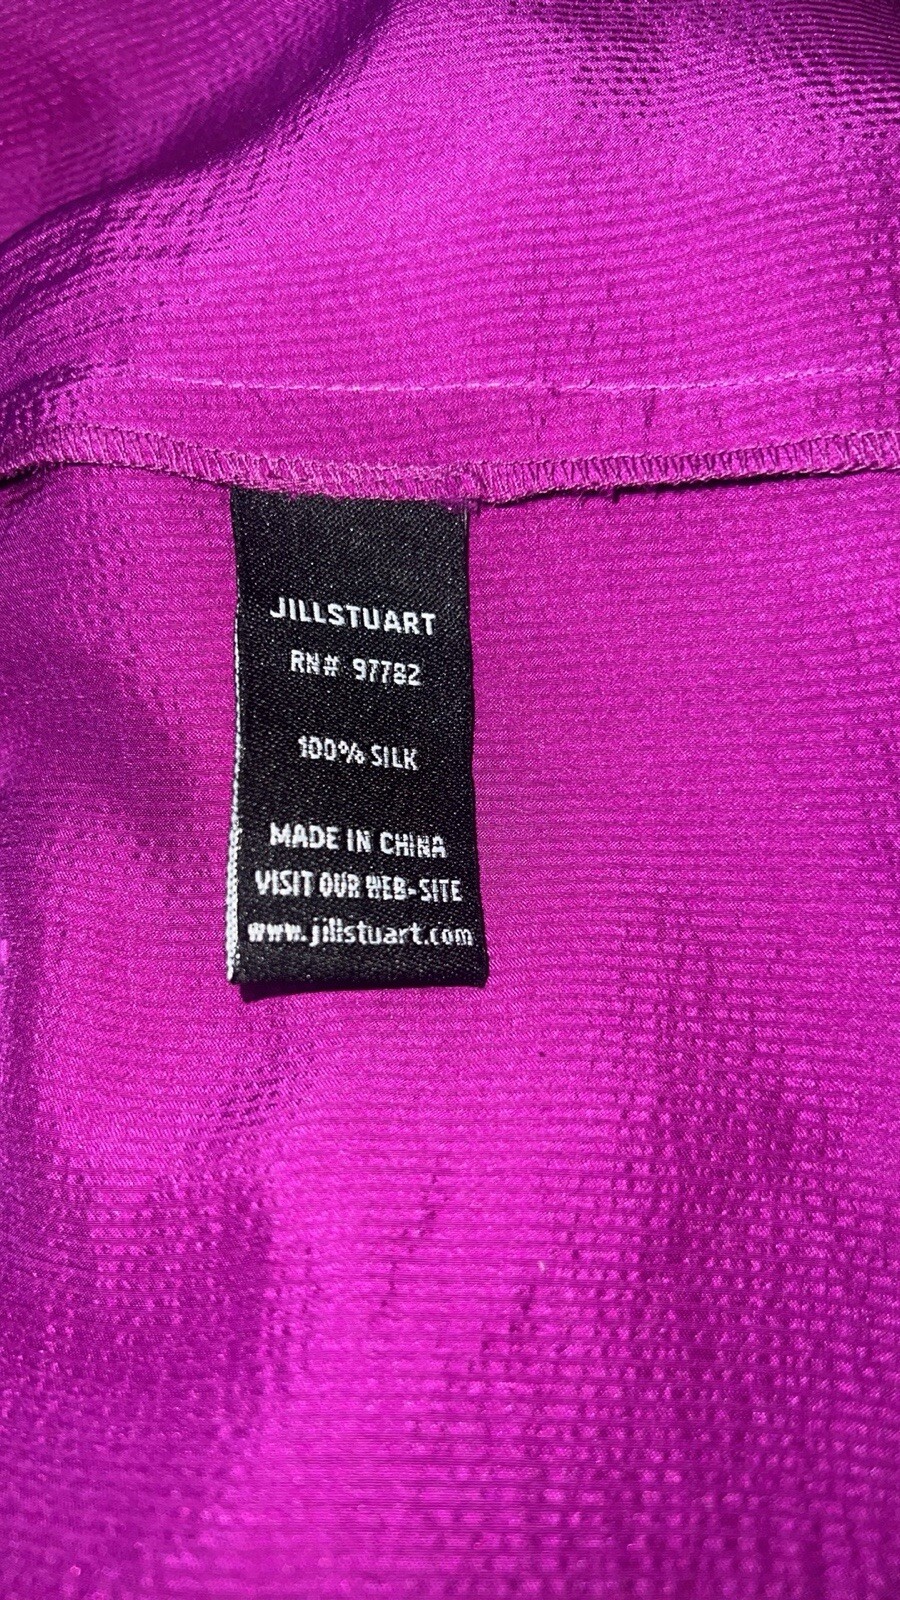 JILLSTUART
RN# 97782
100% SILK
MADE IN CHINA
VISIT OUR WEB-SITE
www.jillstuart.com